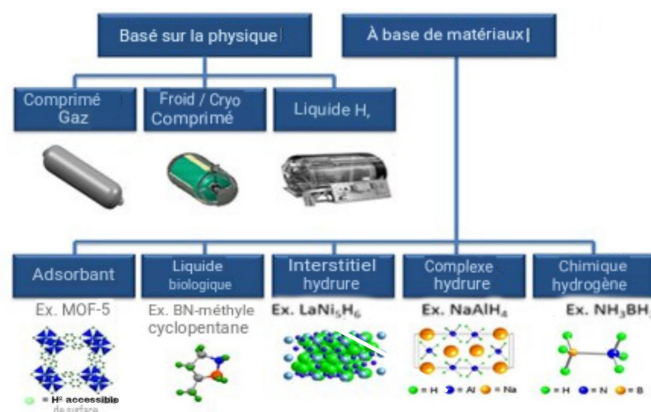 Basé sur la physique
À base de matériaux
Comprimé
Gaz
Froid / Cryo
Comprimé
Liquide H,
Adsorbant
Liquide
biologique
Interstitiel
hydrure
Complexe
hydrure
Chimique
hydrogène
Ex. MOF-5
Ex. BN-méthyle
cyclopentane
Ex. LaNi₅H₆
Ex. NaAlH₄
Ex. NH₃BH₃
= H² accessible
de surface
= H = Al = Na
= H = N = B